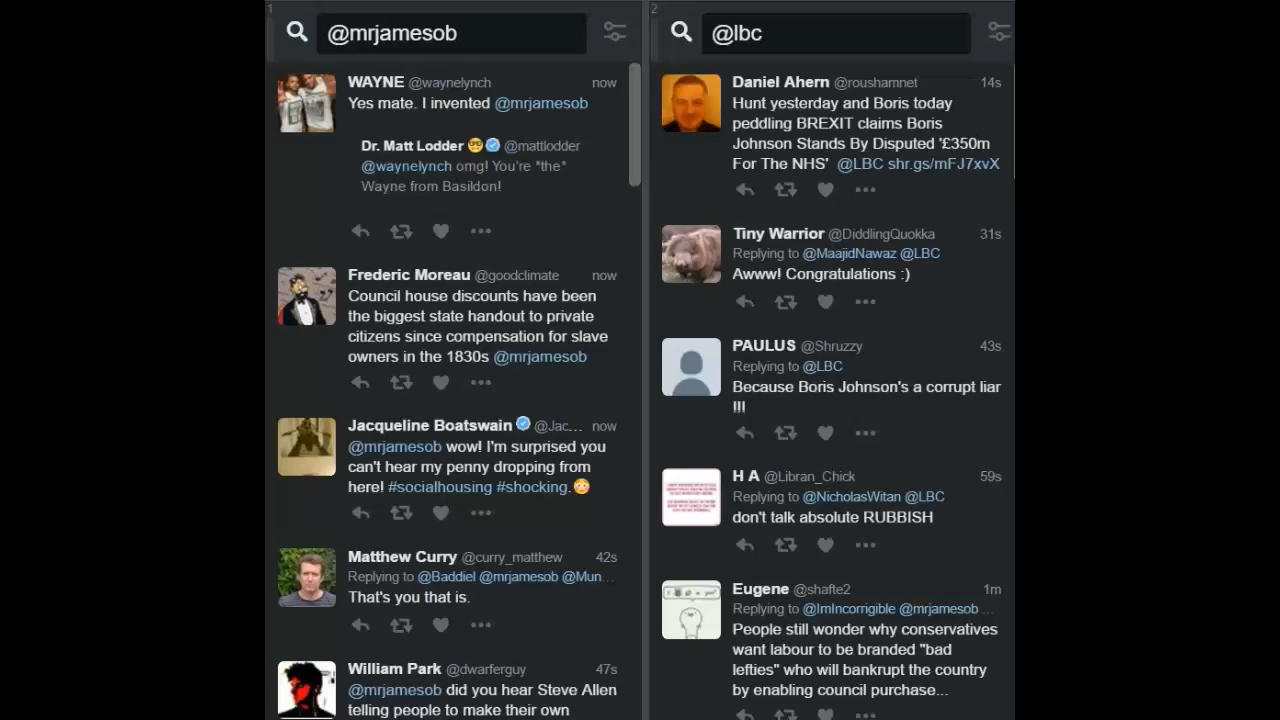 1
@mrjamesob
WAYNE @waynelynch now
Yes mate. I invented @mrjamesob
Dr. Matt Lodder @mattlodder
@waynelynch omg! You're *the*
Wayne from Basildon!
Frederic Moreau @goodclimate now
Council house discounts have been
the biggest state handout to private
citizens since compensation for slave
owners in the 1830s @mrjamesob
Jacqueline Boatswain @Jac... now
@mrjamesob wow! I'm surprised you
can't hear my penny dropping from
here! #socialhousing #shocking.
Matthew Curry @curry_matthew 42s
Replying to @Baddiel @mrjamesob @Mun...
That's you that is.
William Park @dwarferguy 47s
@mrjamesob did you hear Steve Allen
telling people to make their own
2
@lbc
Daniel Ahern @roushamnet 14s
Hunt yesterday and Boris today
peddling BREXIT claims Boris
Johnson Stands By Disputed '£350m
For The NHS' @LBC shr.gs/mFJ7xvX
Tiny Warrior @DiddlingQuokka 31s
Replying to @MaajidNawaz @LBC
Awww! Congratulations :)
PAULUS @Shruzzy 43s
Replying to @LBC
Because Boris Johnson's a corrupt liar
!!!
H A @Libran_Chick 59s
Replying to @NicholasWitan @LBC
don't talk absolute RUBBISH
Eugene @shafte2 1m
Replying to @ImIncorrigible @mrjamesob ...
People still wonder why conservatives
want labour to be branded "bad
lefties" who will bankrupt the country
by enabling council purchase...